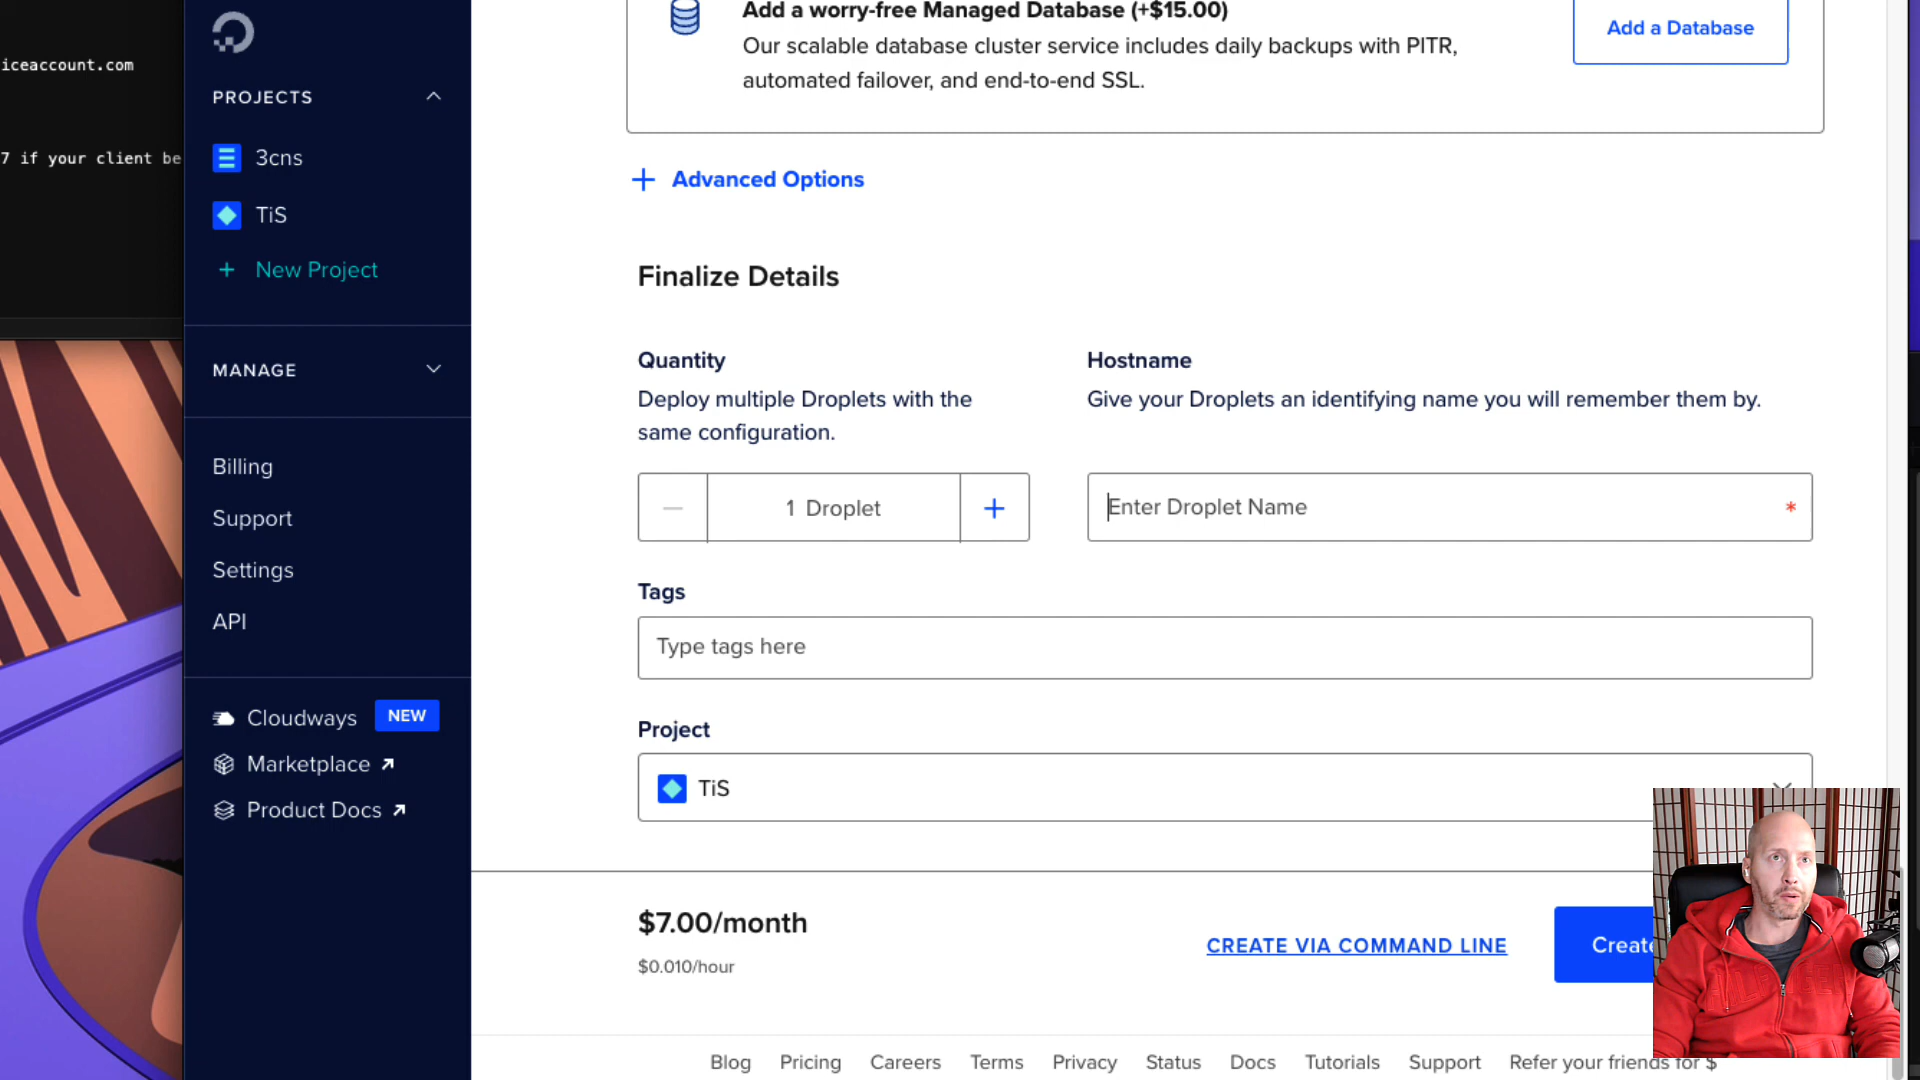 iceaccount.com
7 if your client be
PROJECTS
3cns
TiS
+ New Project
MANAGE
Billing
Support
Settings
API
Cloudways NEW
Marketplace
Product Docs
Add a worry-free Managed Database (+$15.00)
Our scalable database cluster service includes daily backups with PITR,
automated failover, and end-to-end SSL.
Add a Database
+ Advanced Options
Finalize Details
Quantity
Deploy multiple Droplets with the
same configuration.
1 Droplet
Hostname
Give your Droplets an identifying name you will remember them by.
Enter Droplet Name *
Tags
Type tags here
Project
TiS
$7.00/month
$0.010/hour
CREATE VIA COMMAND LINE
Create
Blog Pricing Careers Terms Privacy Status Docs Tutorials Support Refer your friends for $